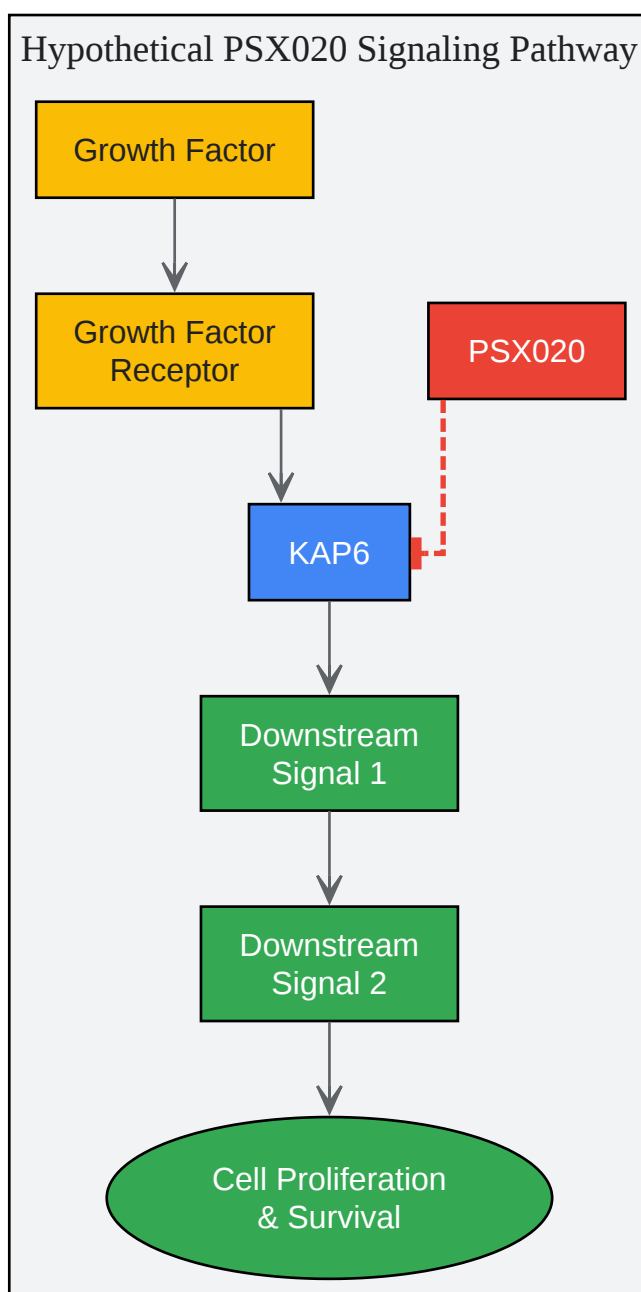 Hypothetical PSX020 Signaling Pathway
Growth Factor
Growth Factor
Receptor
PSX020
KAP6
Downstream
Signal 1
Downstream
Signal 2
Cell Proliferation
& Survival